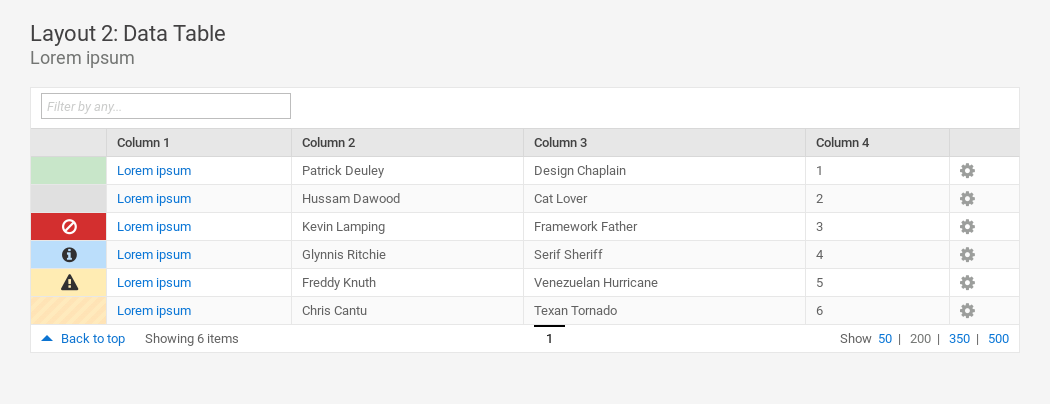 Layout 2: Data Table
Lorem ipsum
Filter by any...
Column 1 Column 2 Column 3 Column 4
Lorem ipsum Patrick Deuley Design Chaplain 1
Lorem ipsum Hussam Dawood Cat Lover 2
Lorem ipsum Kevin Lamping Framework Father 3
Lorem ipsum Glynnis Ritchie Serif Sheriff 4
Lorem ipsum Freddy Knuth Venezuelan Hurricane 5
Lorem ipsum Chris Cantu Texan Tornado 6
Back to top Showing 6 items 1 Show 50 | 200 | 350 | 500